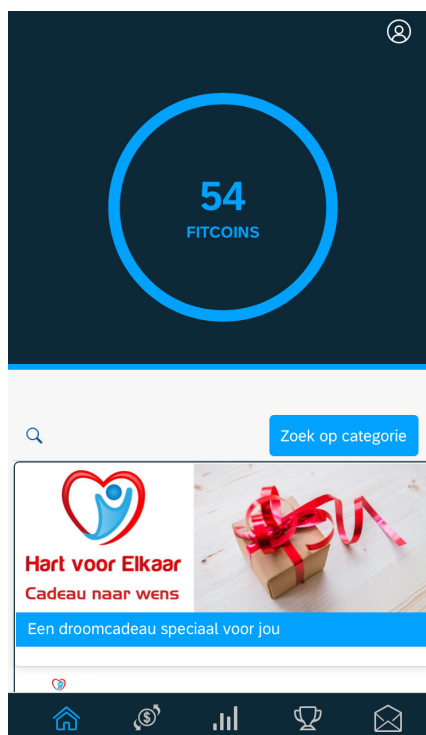 54
FITCOINS
Zoek op categorie
Hart voor Elkaar
Cadeau naar wens
Een droomcadeau speciaal voor jou